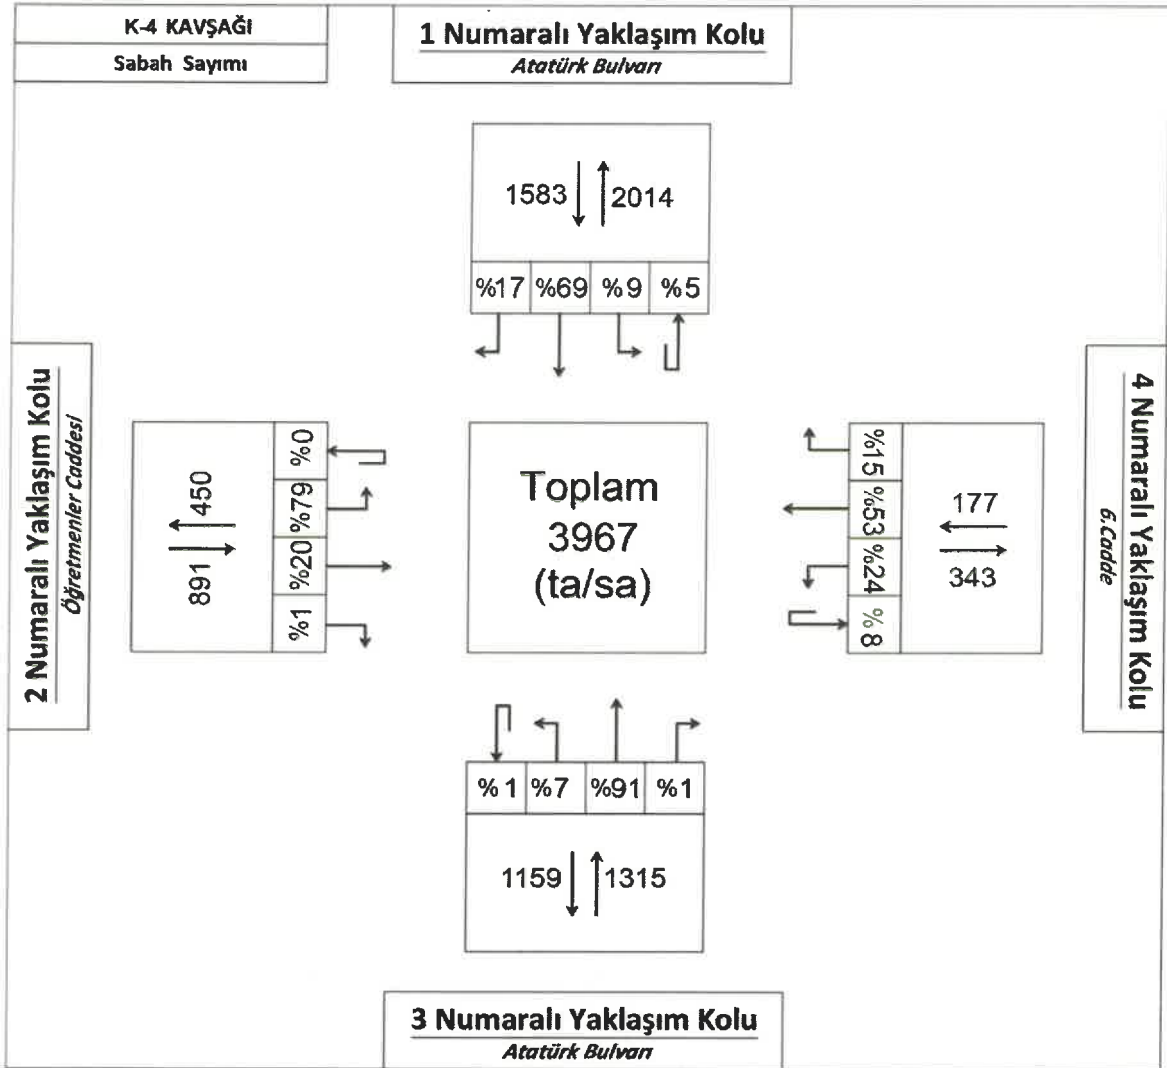 K-4 KAVŞAĞI
Sabah Sayımı
1 Numaralı Yaklaşım Kolu
Atatürk Bulvarı
1583
2014
%17 %69 %9 %5
2 Numaralı Yaklaşım Kolu
Öğretmenler Caddesi
450
891
%0
%79
%20
%1
Toplam
3967
(ta/sa)
%15
%53
%24
%8
177
343
4 Numaralı Yaklaşım Kolu
6.Cadde
%1 %7 %91 %1
1159
1315
3 Numaralı Yaklaşım Kolu
Atatürk Bulvarı